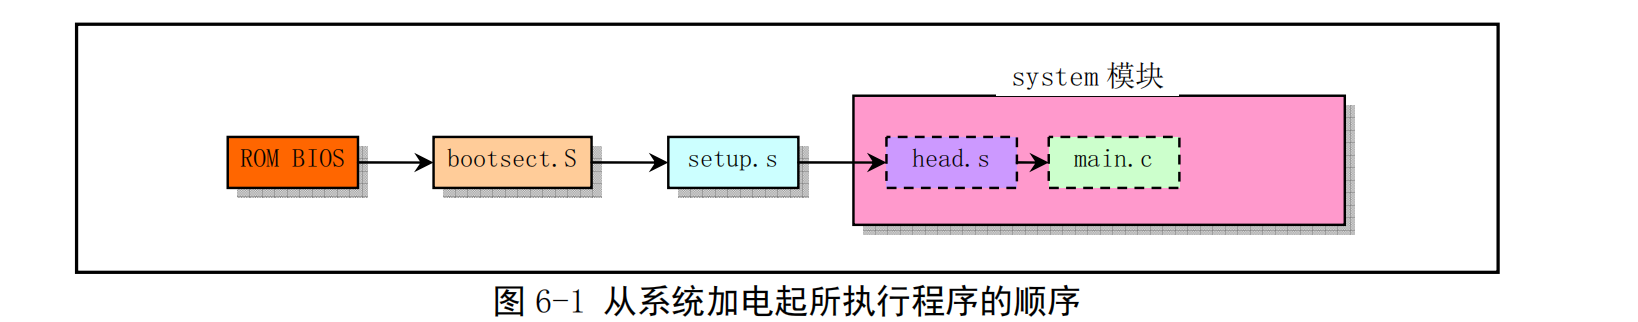 system 模块
ROM BIOS
bootsect.S
setup.s
head.s
main.c
图 6-1 从系统加电起所执行程序的顺序